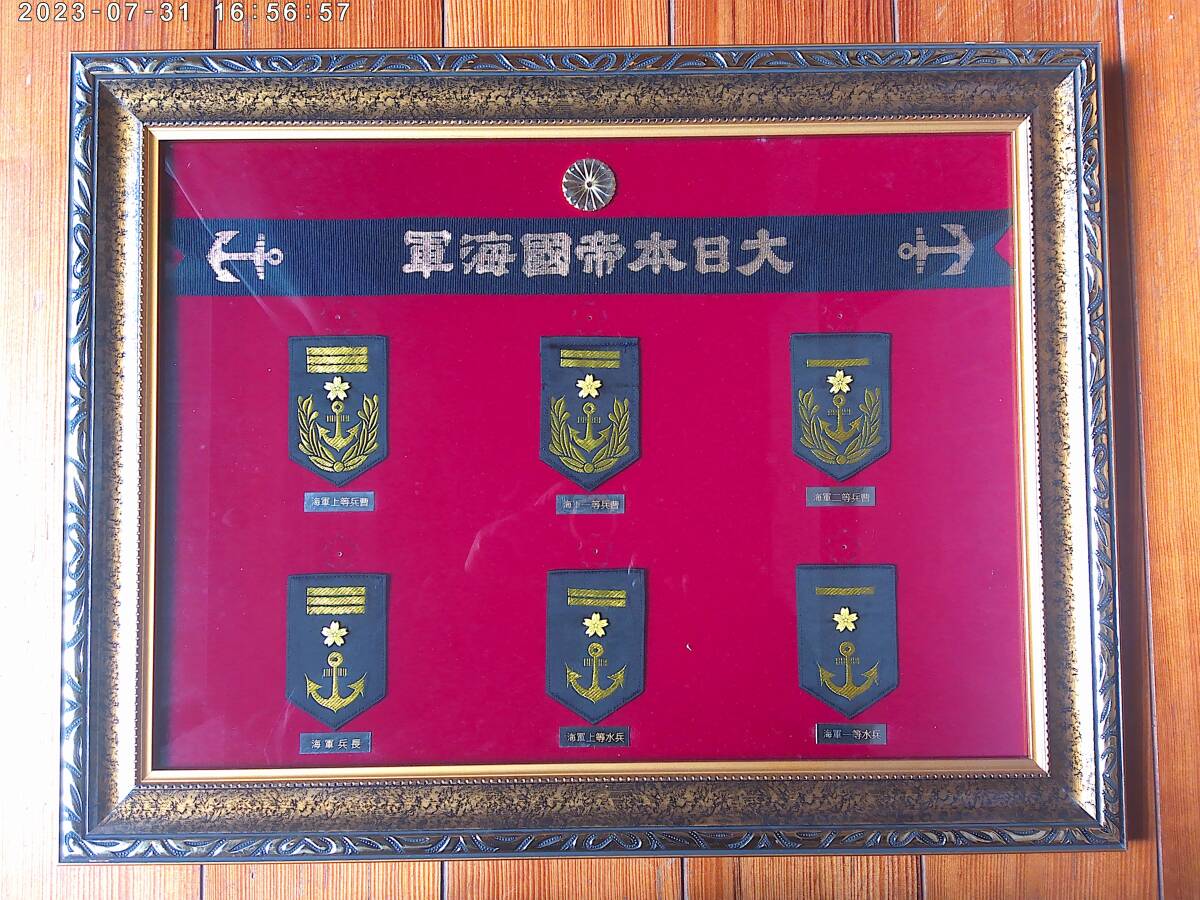 2023-07-31 16:56:57
大日本帝國海軍
海軍上等兵曹
海軍一等兵曹
海軍二等兵曹
海軍兵長
海軍上等水兵
海軍一等水兵